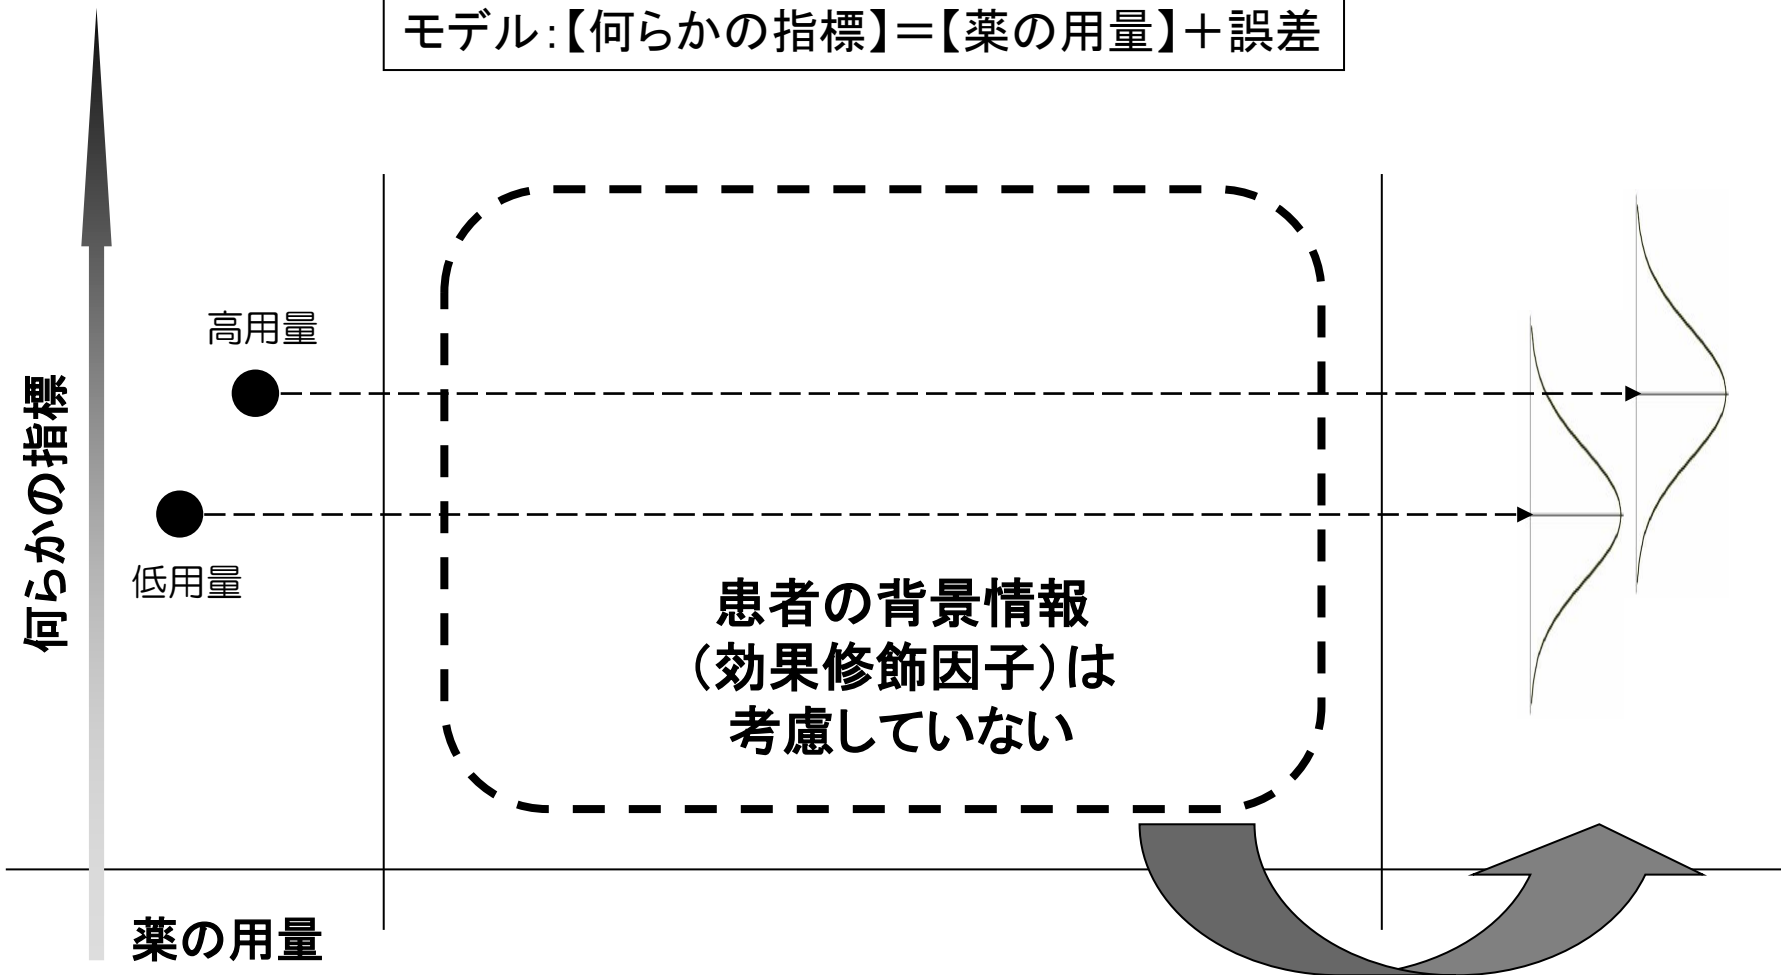 モデル:【何らかの指標】=【薬の用量】+誤差
高用量
何らかの指標
低用量
患者の背景情報
(効果修飾因子)は
考慮していない
薬の用量